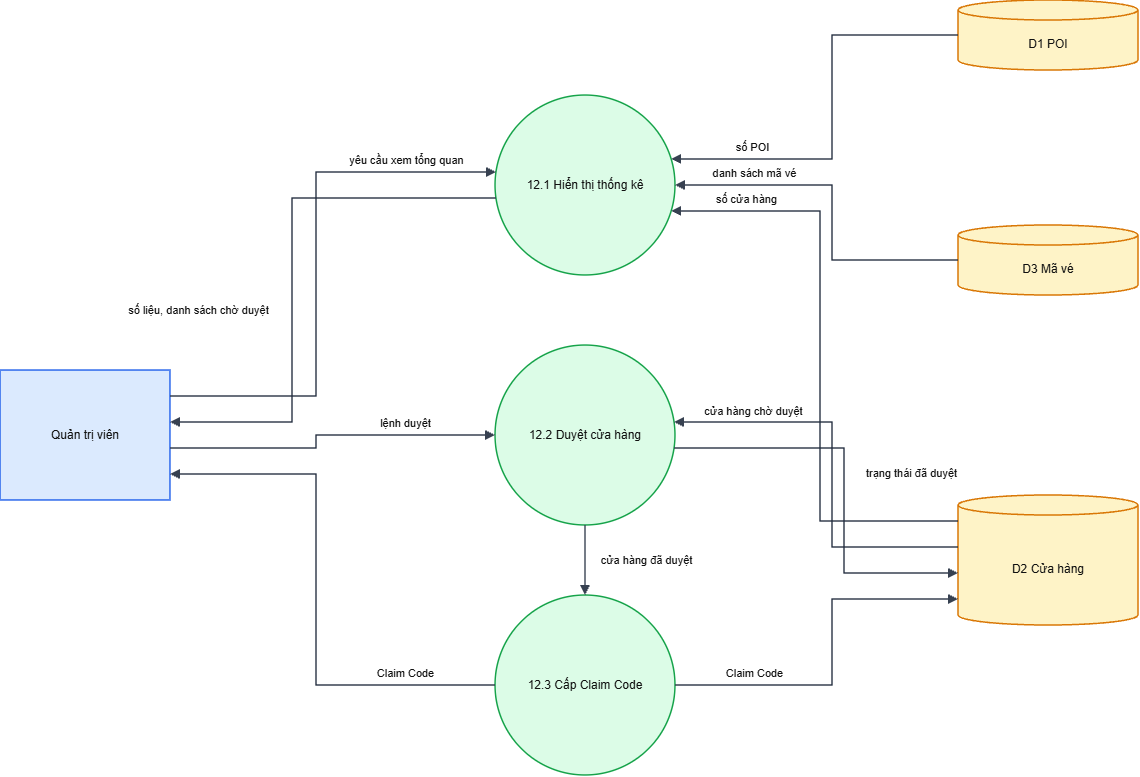 D1 POI
số POI
yêu cầu xem tổng quan
danh sách mã vé
12.1 Hiển thị thống kê
số cửa hàng
D3 Mã vé
số liệu, danh sách chờ duyệt
cửa hàng chờ duyệt
lệnh duyệt
Quản trị viên
12.2 Duyệt cửa hàng
trạng thái đã duyệt
cửa hàng đã duyệt
D2 Cửa hàng
Claim Code
Claim Code
12.3 Cấp Claim Code